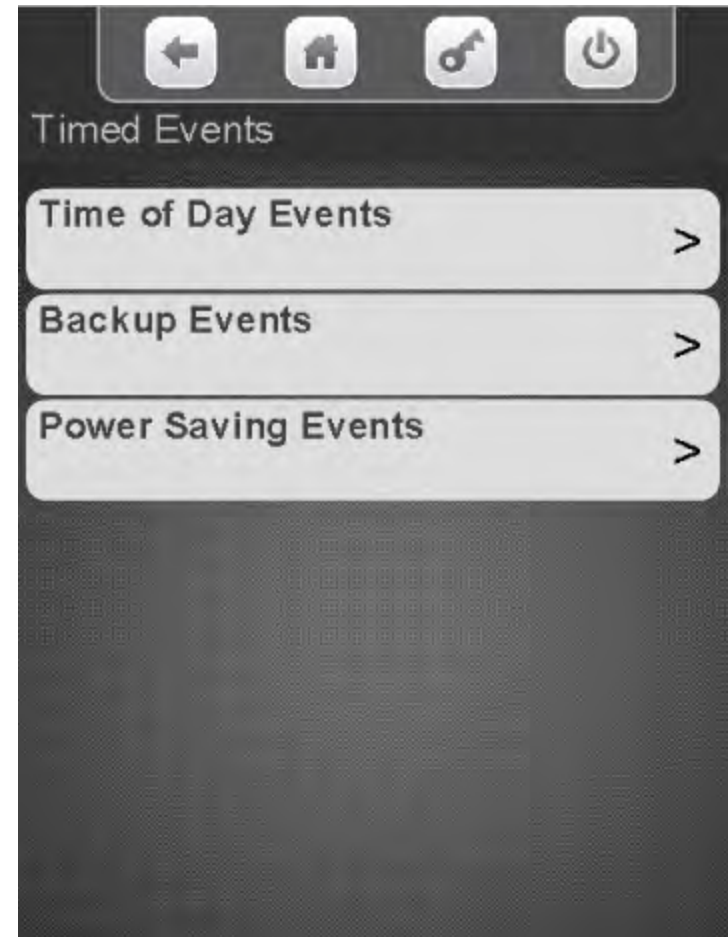 Timed Events
Time of Day Events
>
Backup Events
>
Power Saving Events
>